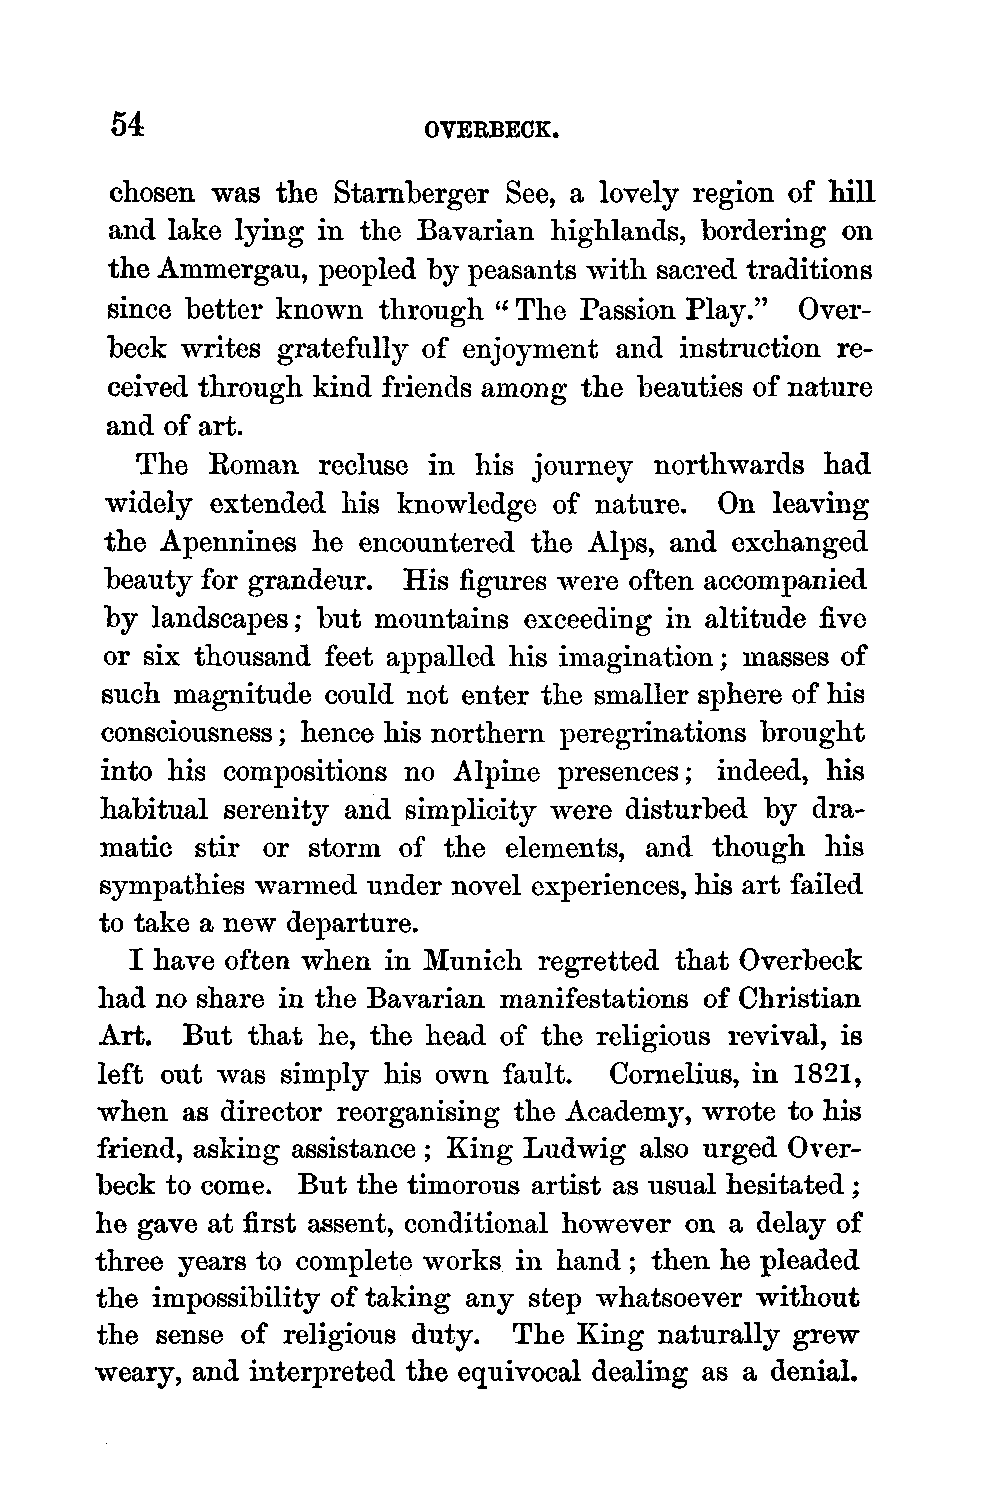 54 OVERBECK.
chosen was the Starnberger See, a lovely region of hill
and lake lying in the Bavarian highlands, bordering on
the Ammergau, peopled by peasants with sacred traditions
since better known through “The Passion Play.” Over-
beck writes gratefully of enjoyment and instruction re-
ceived through kind friends among the beauties of nature
and of art.
The Roman recluse in his journey northwards had
widely extended his knowledge of nature. On leaving
the Apennines he encountered the Alps, and exchanged
beauty for grandeur. His figures were often accompanied
by landscapes; but mountains exceeding in altitude five
or six thousand feet appalled his imagination; masses of
such magnitude could not enter the smaller sphere of his
consciousness; hence his northern peregrinations brought
into his compositions no Alpine presences; indeed, his
habitual serenity and simplicity were disturbed by dra-
matic stir or storm of the elements, and though his
sympathies warmed under novel experiences, his art failed
to take a new departure.
I have often when in Munich regretted that Overbeck
had no share in the Bavarian manifestations of Christian
Art. But that he, the head of the religious revival, is
left out was simply his own fault. Cornelius, in 1821,
when as director reorganising the Academy, wrote to his
friend, asking assistance; King Ludwig also urged Over-
beck to come. But the timorous artist as usual hesitated;
he gave at first assent, conditional however on a delay of
three years to complete works in hand; then he pleaded
the impossibility of taking any step whatsoever without
the sense of religious duty. The King naturally grew
weary, and interpreted the equivocal dealing as a denial.